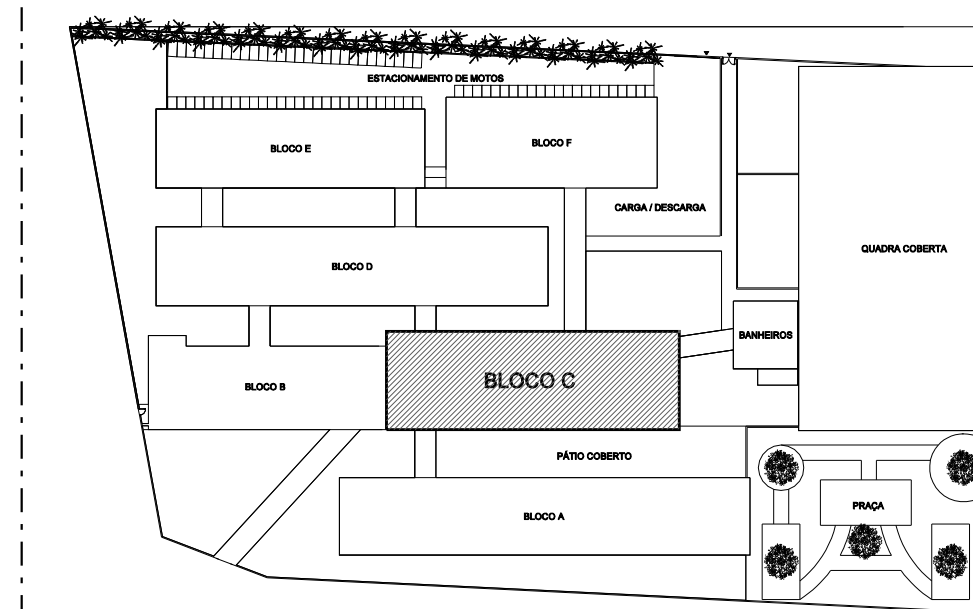 ESTACIONAMENTO DE MOTOS
BLOCO E
BLOCO F
CARGA / DESCARGA
QUADRA COBERTA
BLOCO D
BANHEIROS
BLOCO C
BLOCO B
PÁTIO COBERTO
PRAÇA
BLOCO A